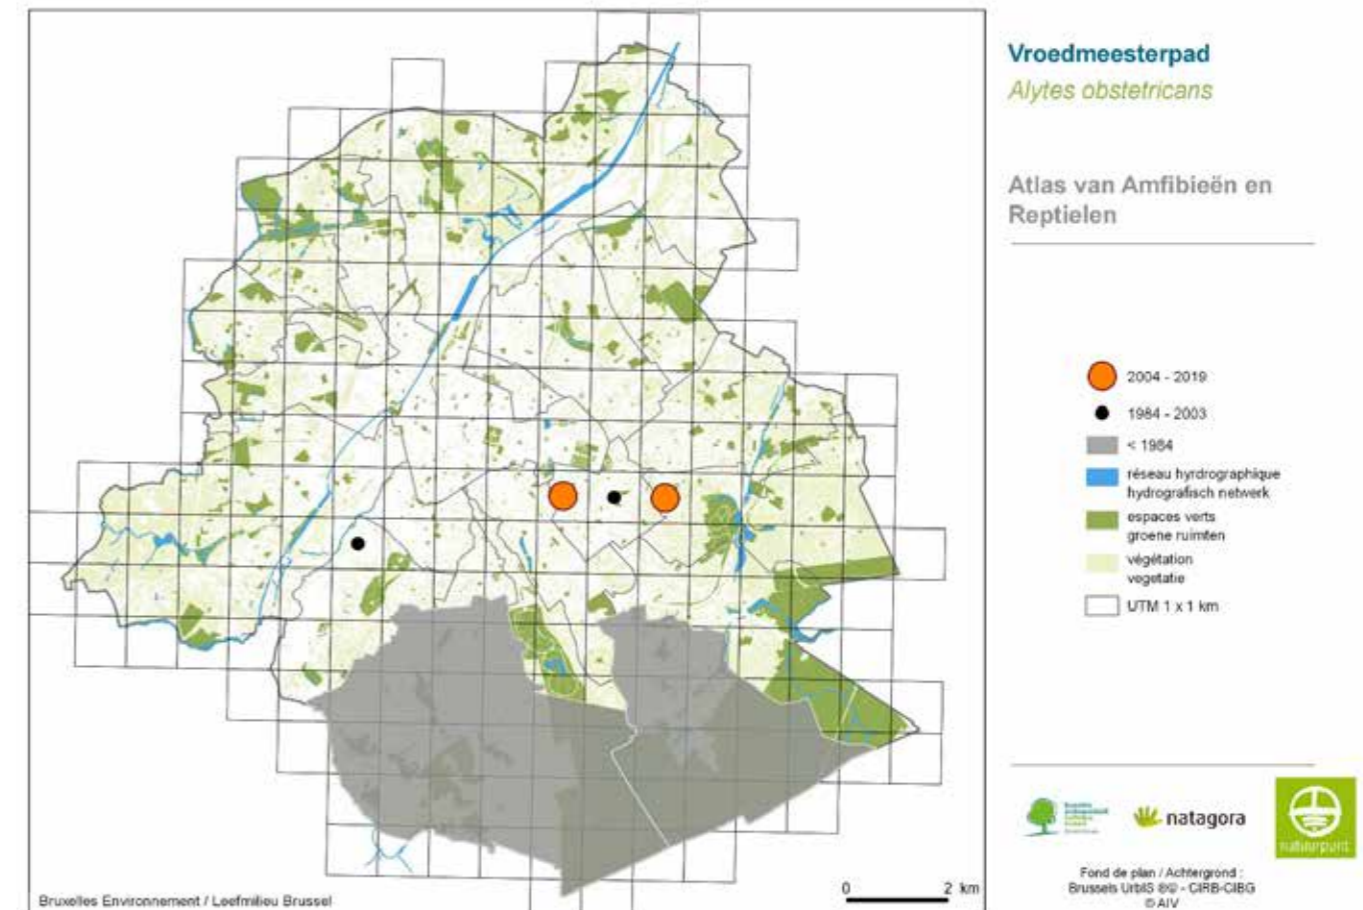 Vroedmeesterpad
Alytes obstetricans
Atlas van Amfibieën en
Reptielen
2004 - 2019
1984 - 2003
< 1984
réseau hyrdrographique
hydrografisch netwerk
espaces verts
groene ruimten
végétation
vegetatie
UTM 1 x 1 km
natagora
natuurpunt
Fond de plan / Achtergrond :
Brussels UrbIS ®© - CIRB-CIBG
© AIV
0 2 km
Bruxelles Environnement / Leefmilieu Brussel